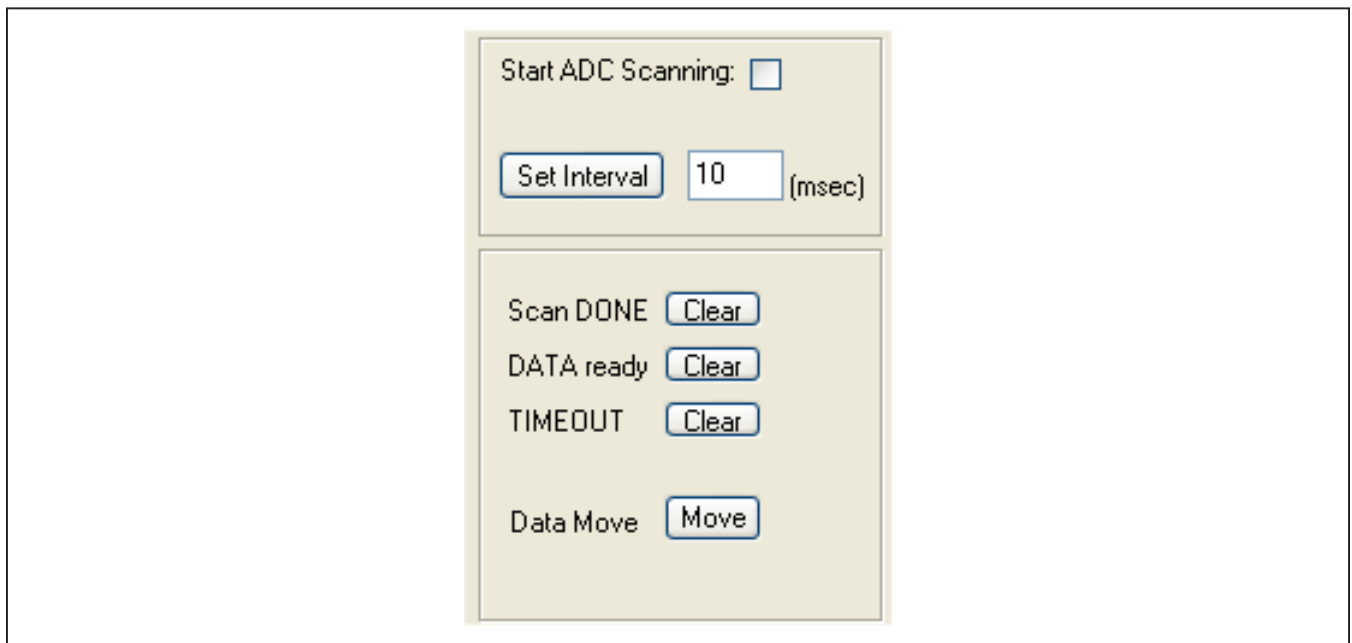 Start ADC Scanning:
Set Interval 10 (msec)
Scan DONE Clear
DATA ready Clear
TIMEOUT Clear
Data Move Move